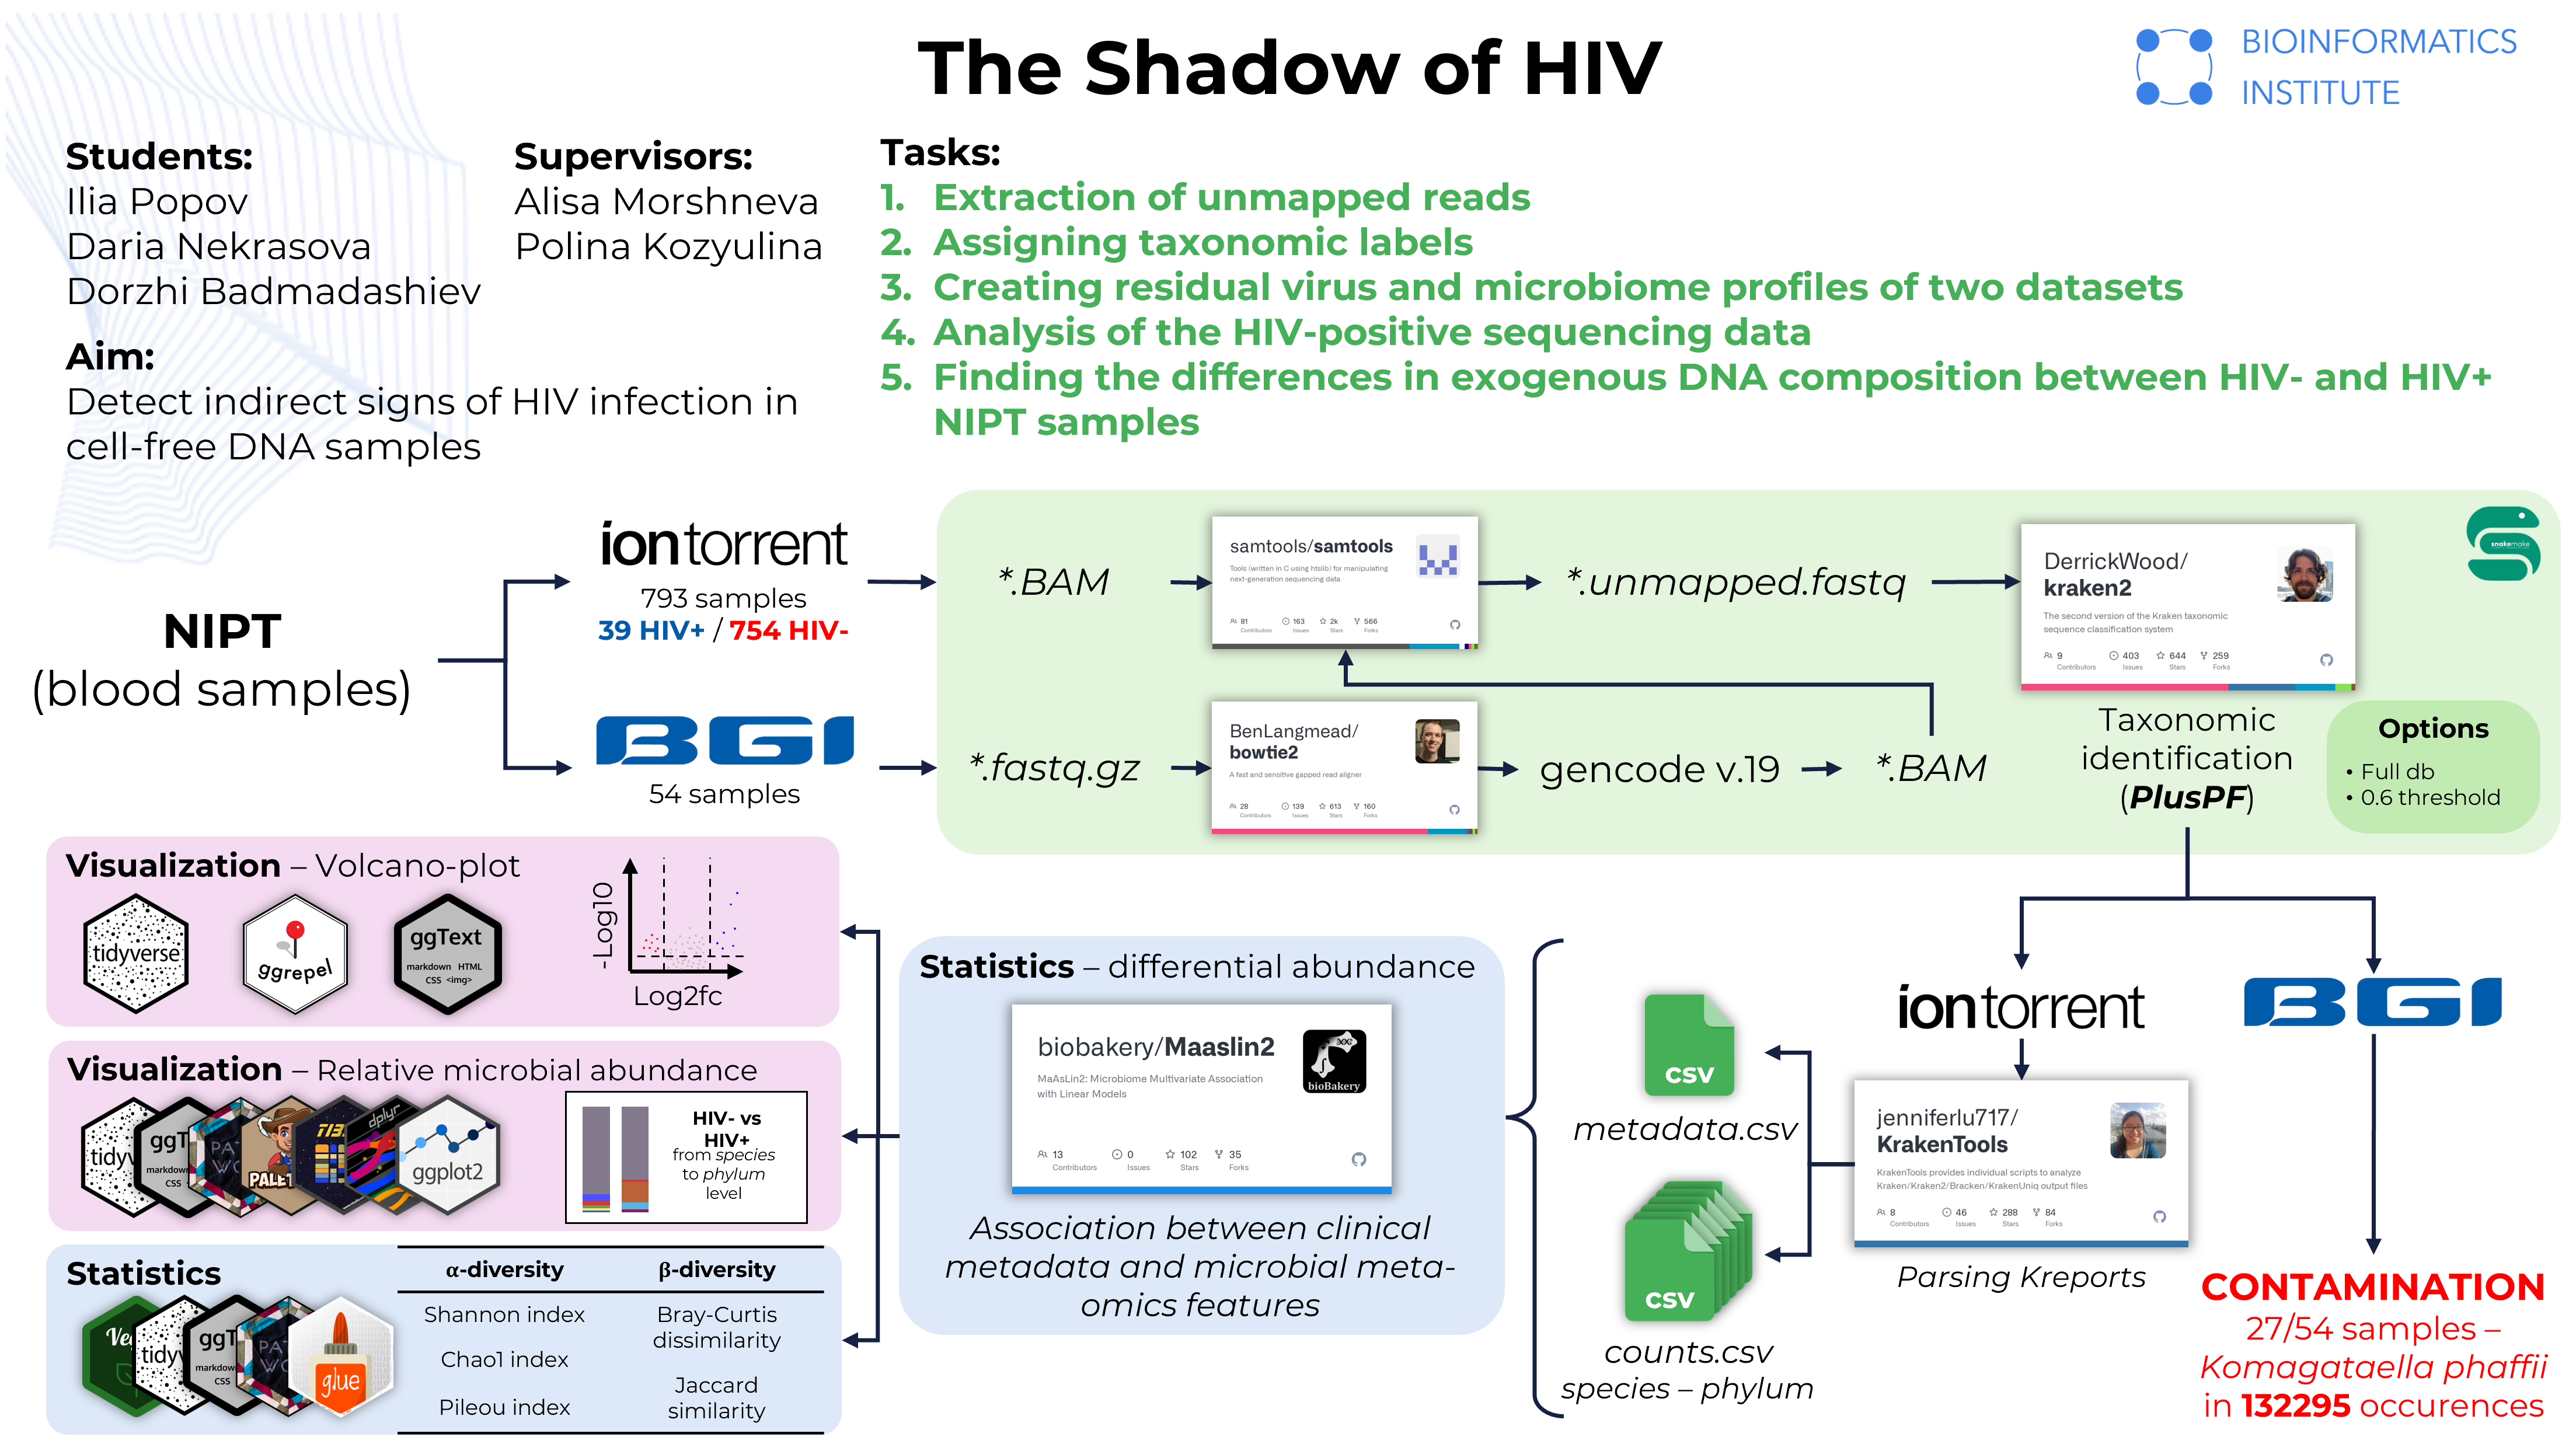 The Shadow of HIV
BIOINFORMATICS
INSTITUTE
Students:
Ilia Popov
Daria Nekrasova
Dorzhi Badmadashiev
Supervisors:
Alisa Morshneva
Polina Kozyulina
Aim:
Detect indirect signs of HIV infection in
cell-free DNA samples
Tasks:
1. Extraction of unmapped reads
2. Assigning taxonomic labels
3. Creating residual virus and microbiome profiles of two datasets
4. Analysis of the HIV-positive sequencing data
5. Finding the differences in exogenous DNA composition between HIV- and HIV+
NIPT samples
NIPT
(blood samples)
iontorrent
793 samples
39 HIV+ / 754 HIV-
BGI
54 samples
*.BAM
samtools/samtools
Tools (written in C using htslib) for manipulating
next-generation sequencing data
81 Contributors
163 Issues
2k Stars
566 Forks
*.unmapped.fastq
DerrickWood/
kraken2
The second version of the Kraken taxonomic
sequence classification system
9 Contributors
403 Issues
644 Stars
259 Forks
snakemake
*.fastq.gz
BenLangmead/
bowtie2
A fast and sensitive gapped read aligner
28 Contributors
139 Issues
613 Stars
160 Forks
gencode v.19
*.BAM
Taxonomic
identification
(PlusPF)
Options
• Full db
• 0.6 threshold
iontorrent
BGI
jenniferlu717/
KrakenTools
KrakenTools provides individual scripts to analyze
Kraken/Kraken2/Bracken/KrakenUniq output files
8 Contributors
46 Issues
288 Stars
84 Forks
Parsing Kreports
CONTAMINATION
27/54 samples –
Komagataella phaffii
in 132295 occurences
CSV
metadata.csv
CSV
counts.csv
species – phylum
Statistics – differential abundance
biobakery/Maaslin2
MaAsLin2: Microbiome Multivariate Association
with Linear Models
bioBakery
13 Contributors
0 Issues
102 Stars
35 Forks
Association between clinical
metadata and microbial meta-
omics features
Visualization – Volcano-plot
tidyverse
ggrepel
ggText
markdown HTML
CSS <img>
-Log10
Log2fc
Visualization – Relative microbial abundance
tidyv
ggT
markdown
CSS
PA
WO
PALET
dplyr
ggplot2
HIV- vs
HIV+
from species
to phylum
level
Statistics
Ve
tidyv
ggT
markdown
CSS
PA
WO
glue
α-diversity
β-diversity
Shannon index
Bray-Curtis
dissimilarity
Chao1 index
Pileou index
Jaccard
similarity